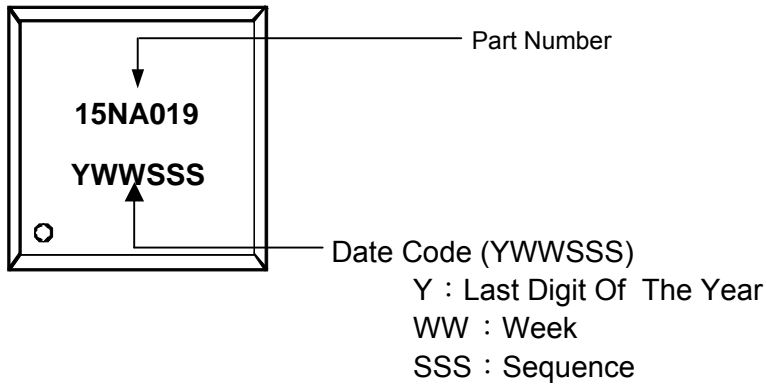 Part Number
15NA019
YWWSSS
Date Code (YWWSSS)
Y：Last Digit Of The Year
WW：Week
SSS：Sequence